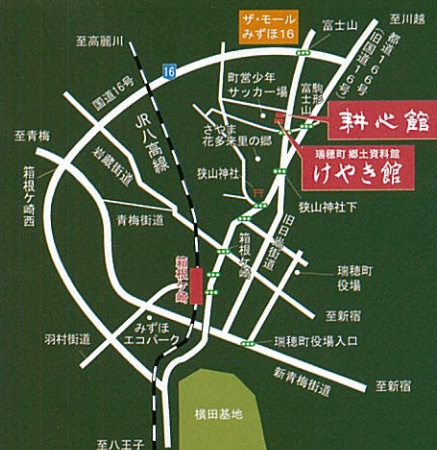 ザ・モール
みずほ16
富士山
至川越
至高麗川
16
国道16号
町営少年
サッカー場
駒形
富士山
都道166号
(旧国道16号)
耕心館
JR八高線
さやま
花多来里の郷
瑞穂町 郷土資料館
けやき館
至青梅
岩蔵街道
狭山神社
狭山神社下
箱根ケ崎西
青梅街道
箱根ケ崎
旧日光街道
瑞穂町
役場
箱根ケ崎
至新宿
みずほ
エコパーク
羽村街道
瑞穂町役場入口
新青梅街道
至新宿
横田基地
至八王子